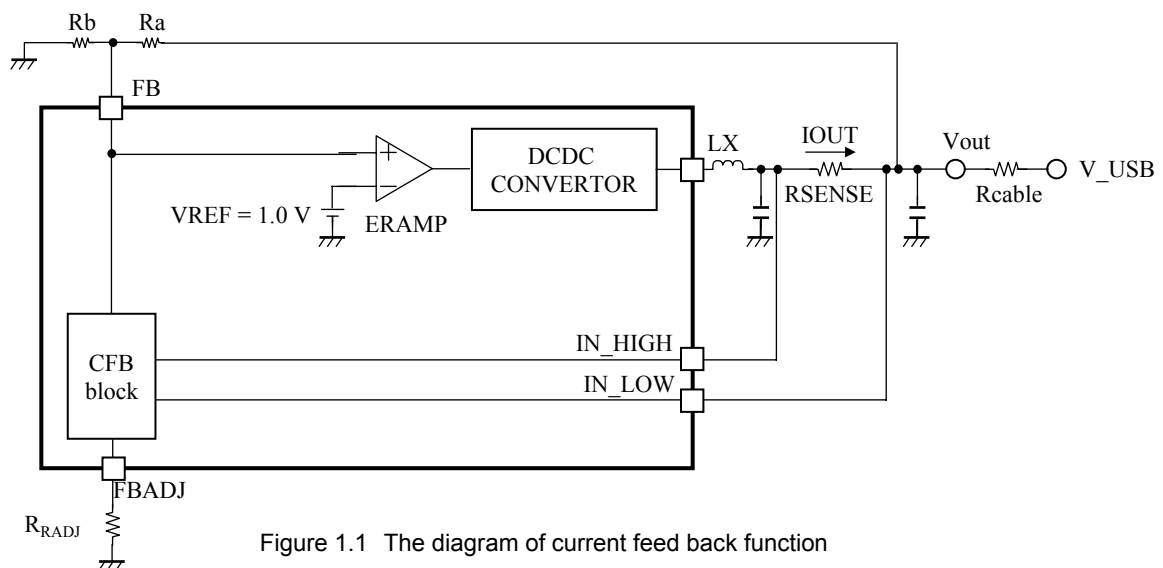 Rb Ra
FB
LX
IOUT
Vout
DCDC
CONVERTOR
+
−
VREF = 1.0 V
ERAMP
RSENSE
Rcable
V_USB
CFB
block
IN_HIGH
IN_LOW
FBADJ
RRADJ
Figure 1.1 The diagram of current feed back function